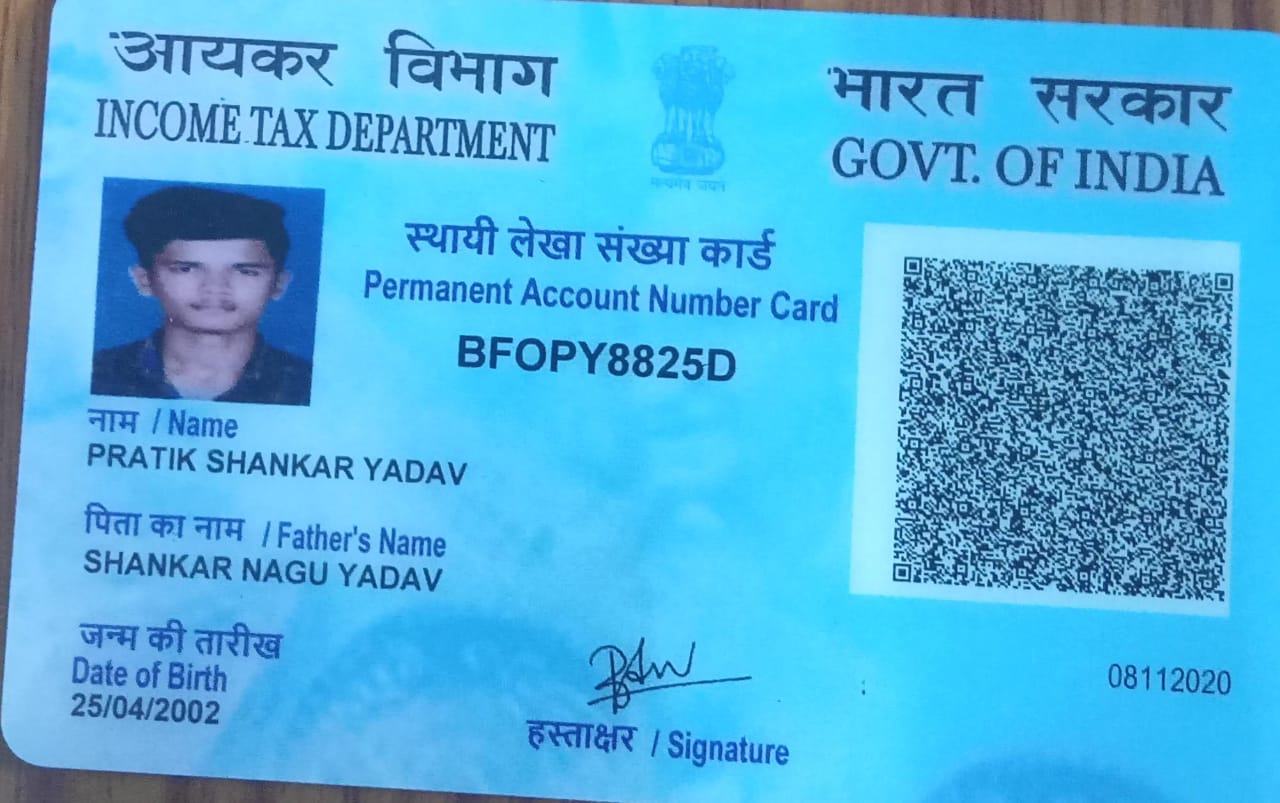 आयकर विभाग
INCOME TAX DEPARTMENT
भारत सरकार
GOVT. OF INDIA
सत्यमेव जयते
स्थायी लेखा संख्या कार्ड
Permanent Account Number Card
BFOPY8825D
नाम / Name
PRATIK SHANKAR YADAV
पिता का नाम / Father's Name
SHANKAR NAGU YADAV
जन्म की तारीख
Date of Birth
25/04/2002
हस्ताक्षर / Signature
08112020